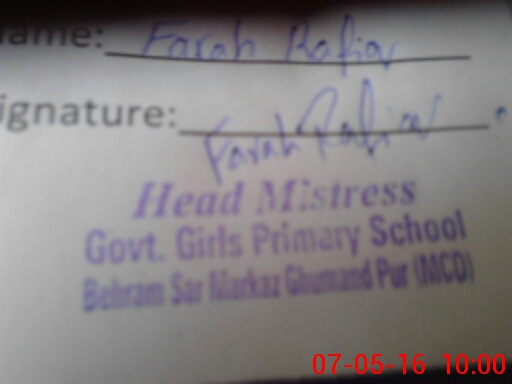 ame: Farah Rafiq
ignature: Farah Rafiq
Head Mistress
Govt. Girls Primary School
Behram Sar Markaz Ghumand Pur (MCD)
07-05-16 10:00